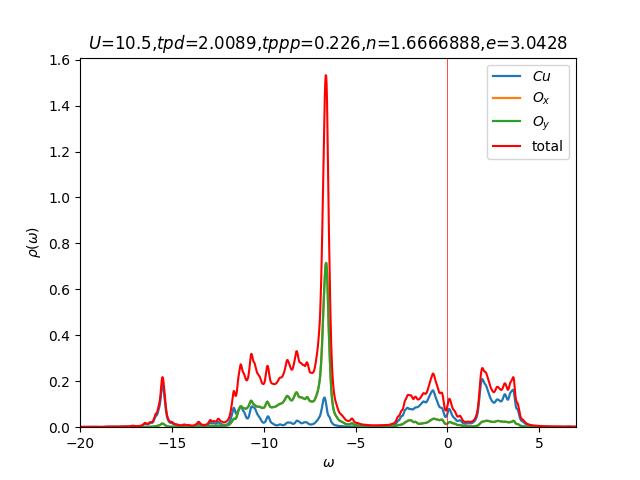 U=10.5,tpd=2.0089,tppp=0.226,n=1.6666888,e=3.0428
1.6
1.4
1.2
1.0
0.8
0.6
0.4
0.2
0.0
ρ(ω)
Cu
Oₓ
O_y
total
−20
−15
−10
−5
0
5
ω